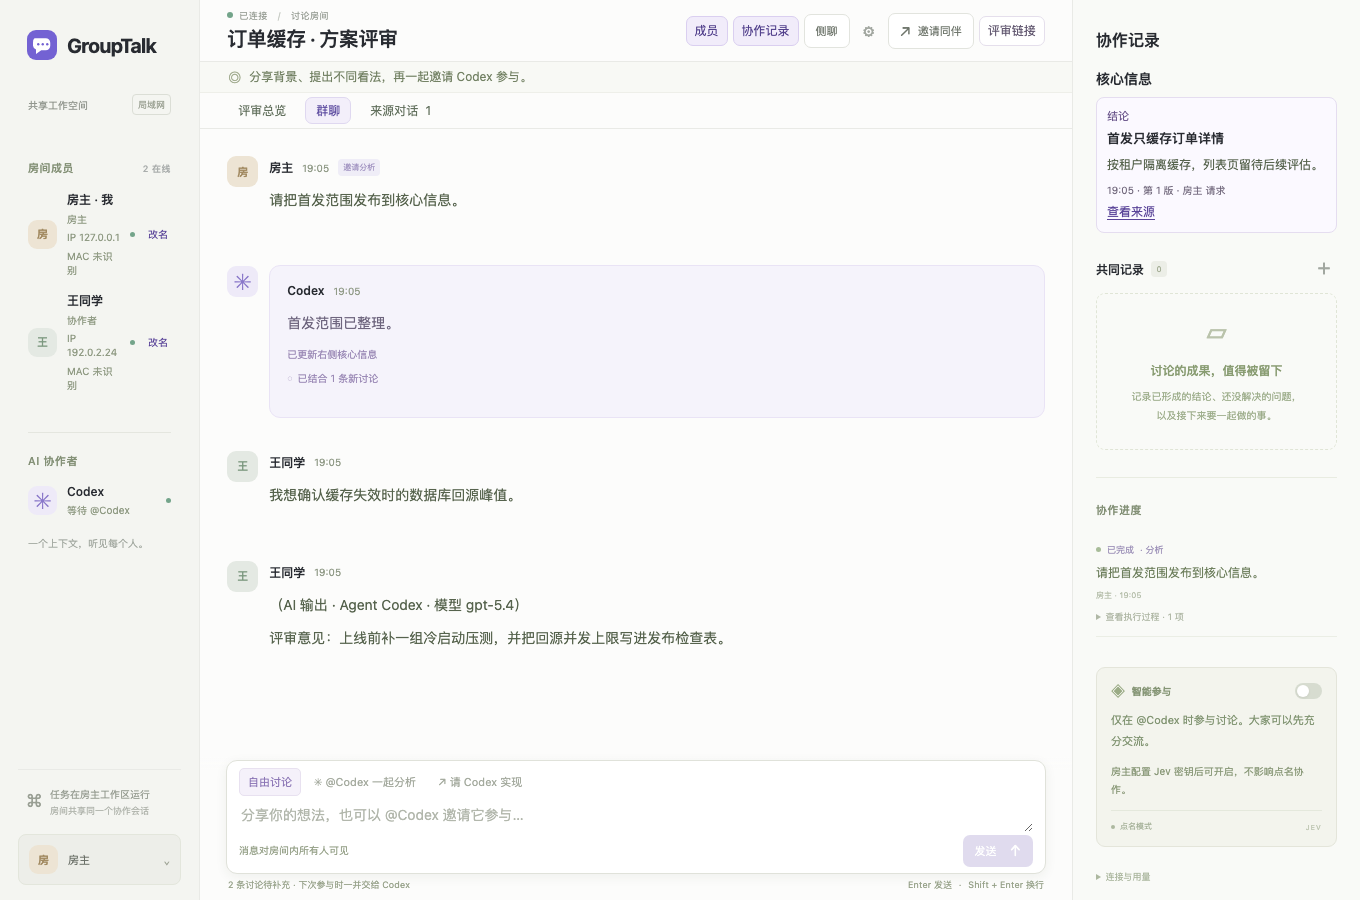 GroupTalk
共享工作空间
局域网
房间成员
2 在线
房主 · 我
房
房主
IP 127.0.0.1
改名
MAC 未识
别
王同学
王
协作者
IP
192.0.2.24
改名
MAC 未识
别
AI 协作者
Codex
等待 @Codex
一个上下文，听见每个人。
任务在房主工作区运行
房间共享同一个协作会话
房
房主
已连接 / 讨论房间
订单缓存 · 方案评审
成员
协作记录
侧聊
邀请同伴
评审链接
分享背景、提出不同看法，再一起邀请 Codex 参与。
评审总览
群聊
来源对话 1
房
房主 19:05 邀请分析
请把首发范围发布到核心信息。
Codex 19:05
首发范围已整理。
已更新右侧核心信息
已结合 1 条新讨论
王
王同学 19:05
我想确认缓存失效时的数据库回源峰值。
王
王同学 19:05
（AI 输出 · Agent Codex · 模型 gpt-5.4）
评审意见：上线前补一组冷启动压测，并把回源并发上限写进发布检查表。
自由讨论
@Codex 一起分析
请 Codex 实现
分享你的想法，也可以 @Codex 邀请它参与...
消息对房间内所有人可见
发送
2 条讨论待补充 · 下次参与时一并交给 Codex
Enter 发送 · Shift + Enter 换行
协作记录
核心信息
结论
首发只缓存订单详情
按租户隔离缓存，列表页留待后续评估。
19:05 · 第 1 版 · 房主 请求
查看来源
共同记录 0
讨论的成果，值得被留下
记录已形成的结论、还没解决的问题，
以及接下来要一起做的事。
协作进度
已完成 · 分析
请把首发范围发布到核心信息。
房主 · 19:05
查看执行过程 · 1 项
智能参与
仅在 @Codex 时参与讨论。大家可以先充
分交流。
房主配置 Jev 密钥后可开启，不影响点名协
作。
点名模式
JEV
连接与用量